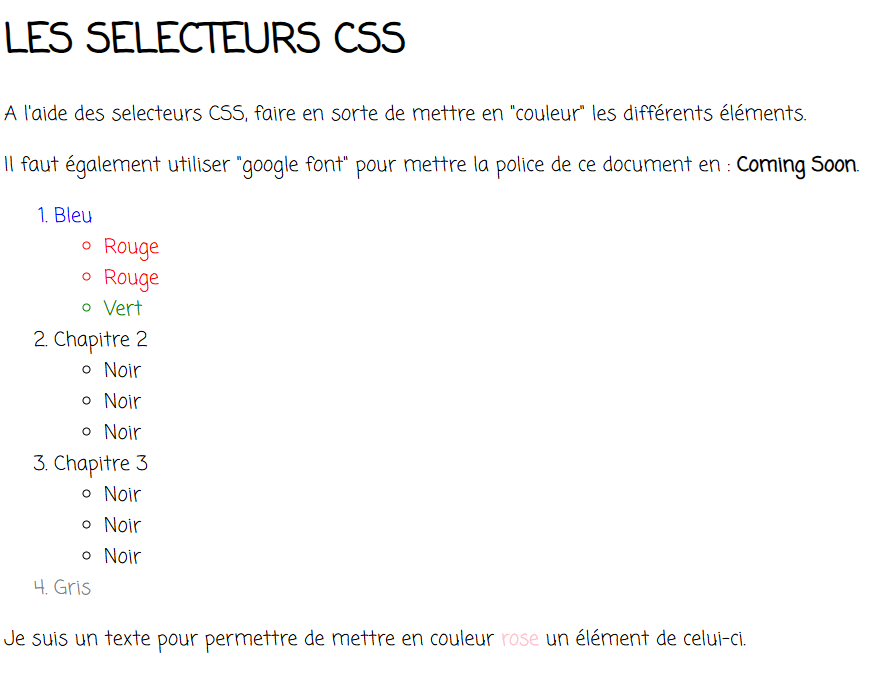 LES SELECTEURS CSS
A l'aide des selecteurs CSS, faire en sorte de mettre en "couleur" les différents éléments.
Il faut également utiliser "google font" pour mettre la police de ce document en : Coming Soon.
1. Bleu
Rouge
Rouge
Vert
2. Chapitre 2
Noir
Noir
Noir
3. Chapitre 3
Noir
Noir
Noir
4. Gris
Je suis un texte pour permettre de mettre en couleur rose un élément de celui-ci.